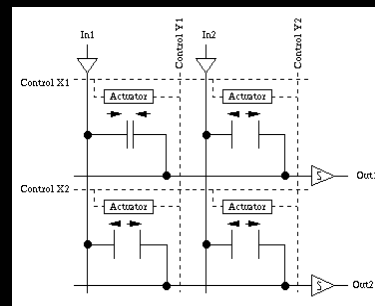 In1
Control Y1
In2
Control Y2
Control X1
Actuator
Actuator
Out1
Control X2
Actuator
Actuator
Out2